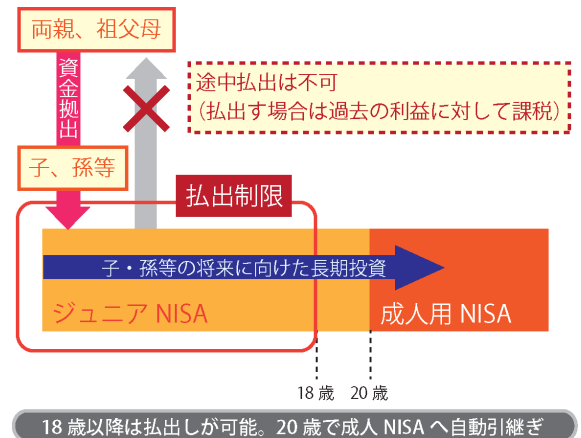 両親、祖父母
資金拠出
途中払出は不可
（払出す場合は過去の利益に対して課税）
子、孫等
払出制限
子・孫等の将来に向けた長期投資
ジュニア NISA
成人用 NISA
18 歳
20 歳
18 歳以降は払出しが可能。20 歳で成人 NISA へ自動引継ぎ